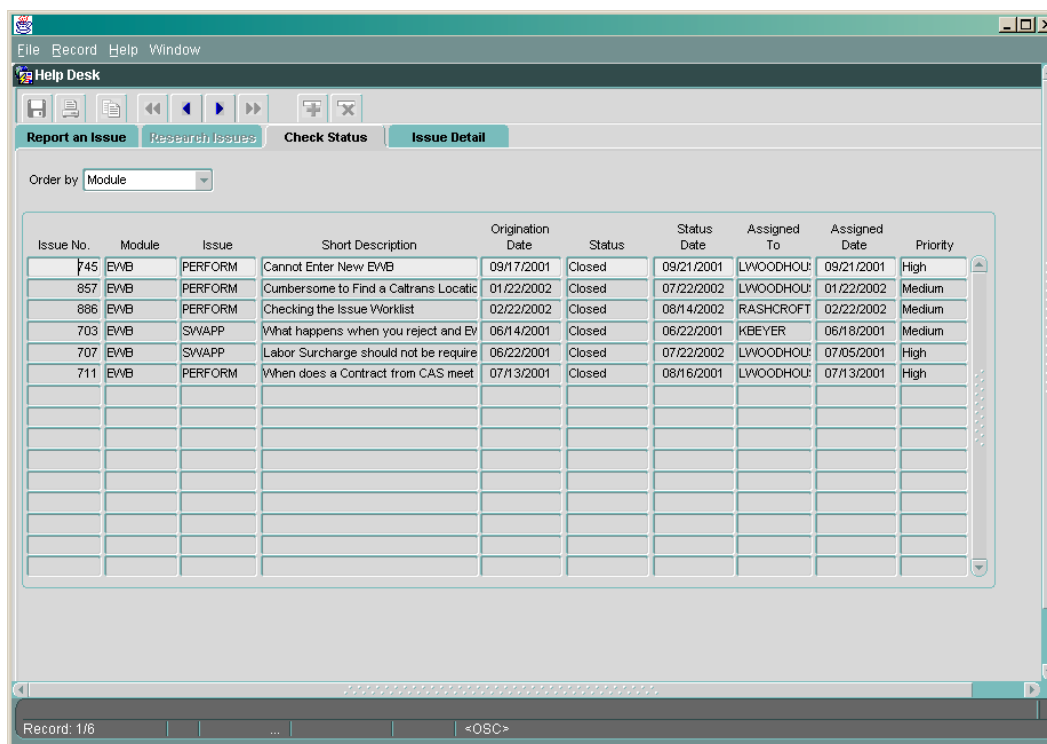 File Record Help Window
Help Desk
Report an Issue Research Issues Check Status Issue Detail
Order by Module
Origination Status Assigned Assigned
Issue No. Module Issue Short Description Date Status Date To Date Priority
745 EWB PERFORM Cannot Enter New EWB 09/17/2001 Closed 09/21/2001 LWOODHOU 09/21/2001 High
857 EWB PERFORM Cumbersome to Find a Caltrans Locatic 01/22/2002 Closed 07/22/2002 LWOODHOU 01/22/2002 Medium
886 EWB PERFORM Checking the Issue Worklist 02/22/2002 Closed 08/14/2002 RASHCROFT 02/22/2002 Medium
703 EWB SWAPP What happens when you reject and EV 06/14/2001 Closed 06/22/2001 KBEYER 06/18/2001 Medium
707 EWB SWAPP Labor Surcharge should not be require 06/22/2001 Closed 07/22/2002 LWOODHOU 07/05/2001 High
711 EWB PERFORM When does a Contract from CAS meet 07/13/2001 Closed 08/16/2001 LWOODHOU 07/13/2001 High
Record: 1/6 ... <OSC>